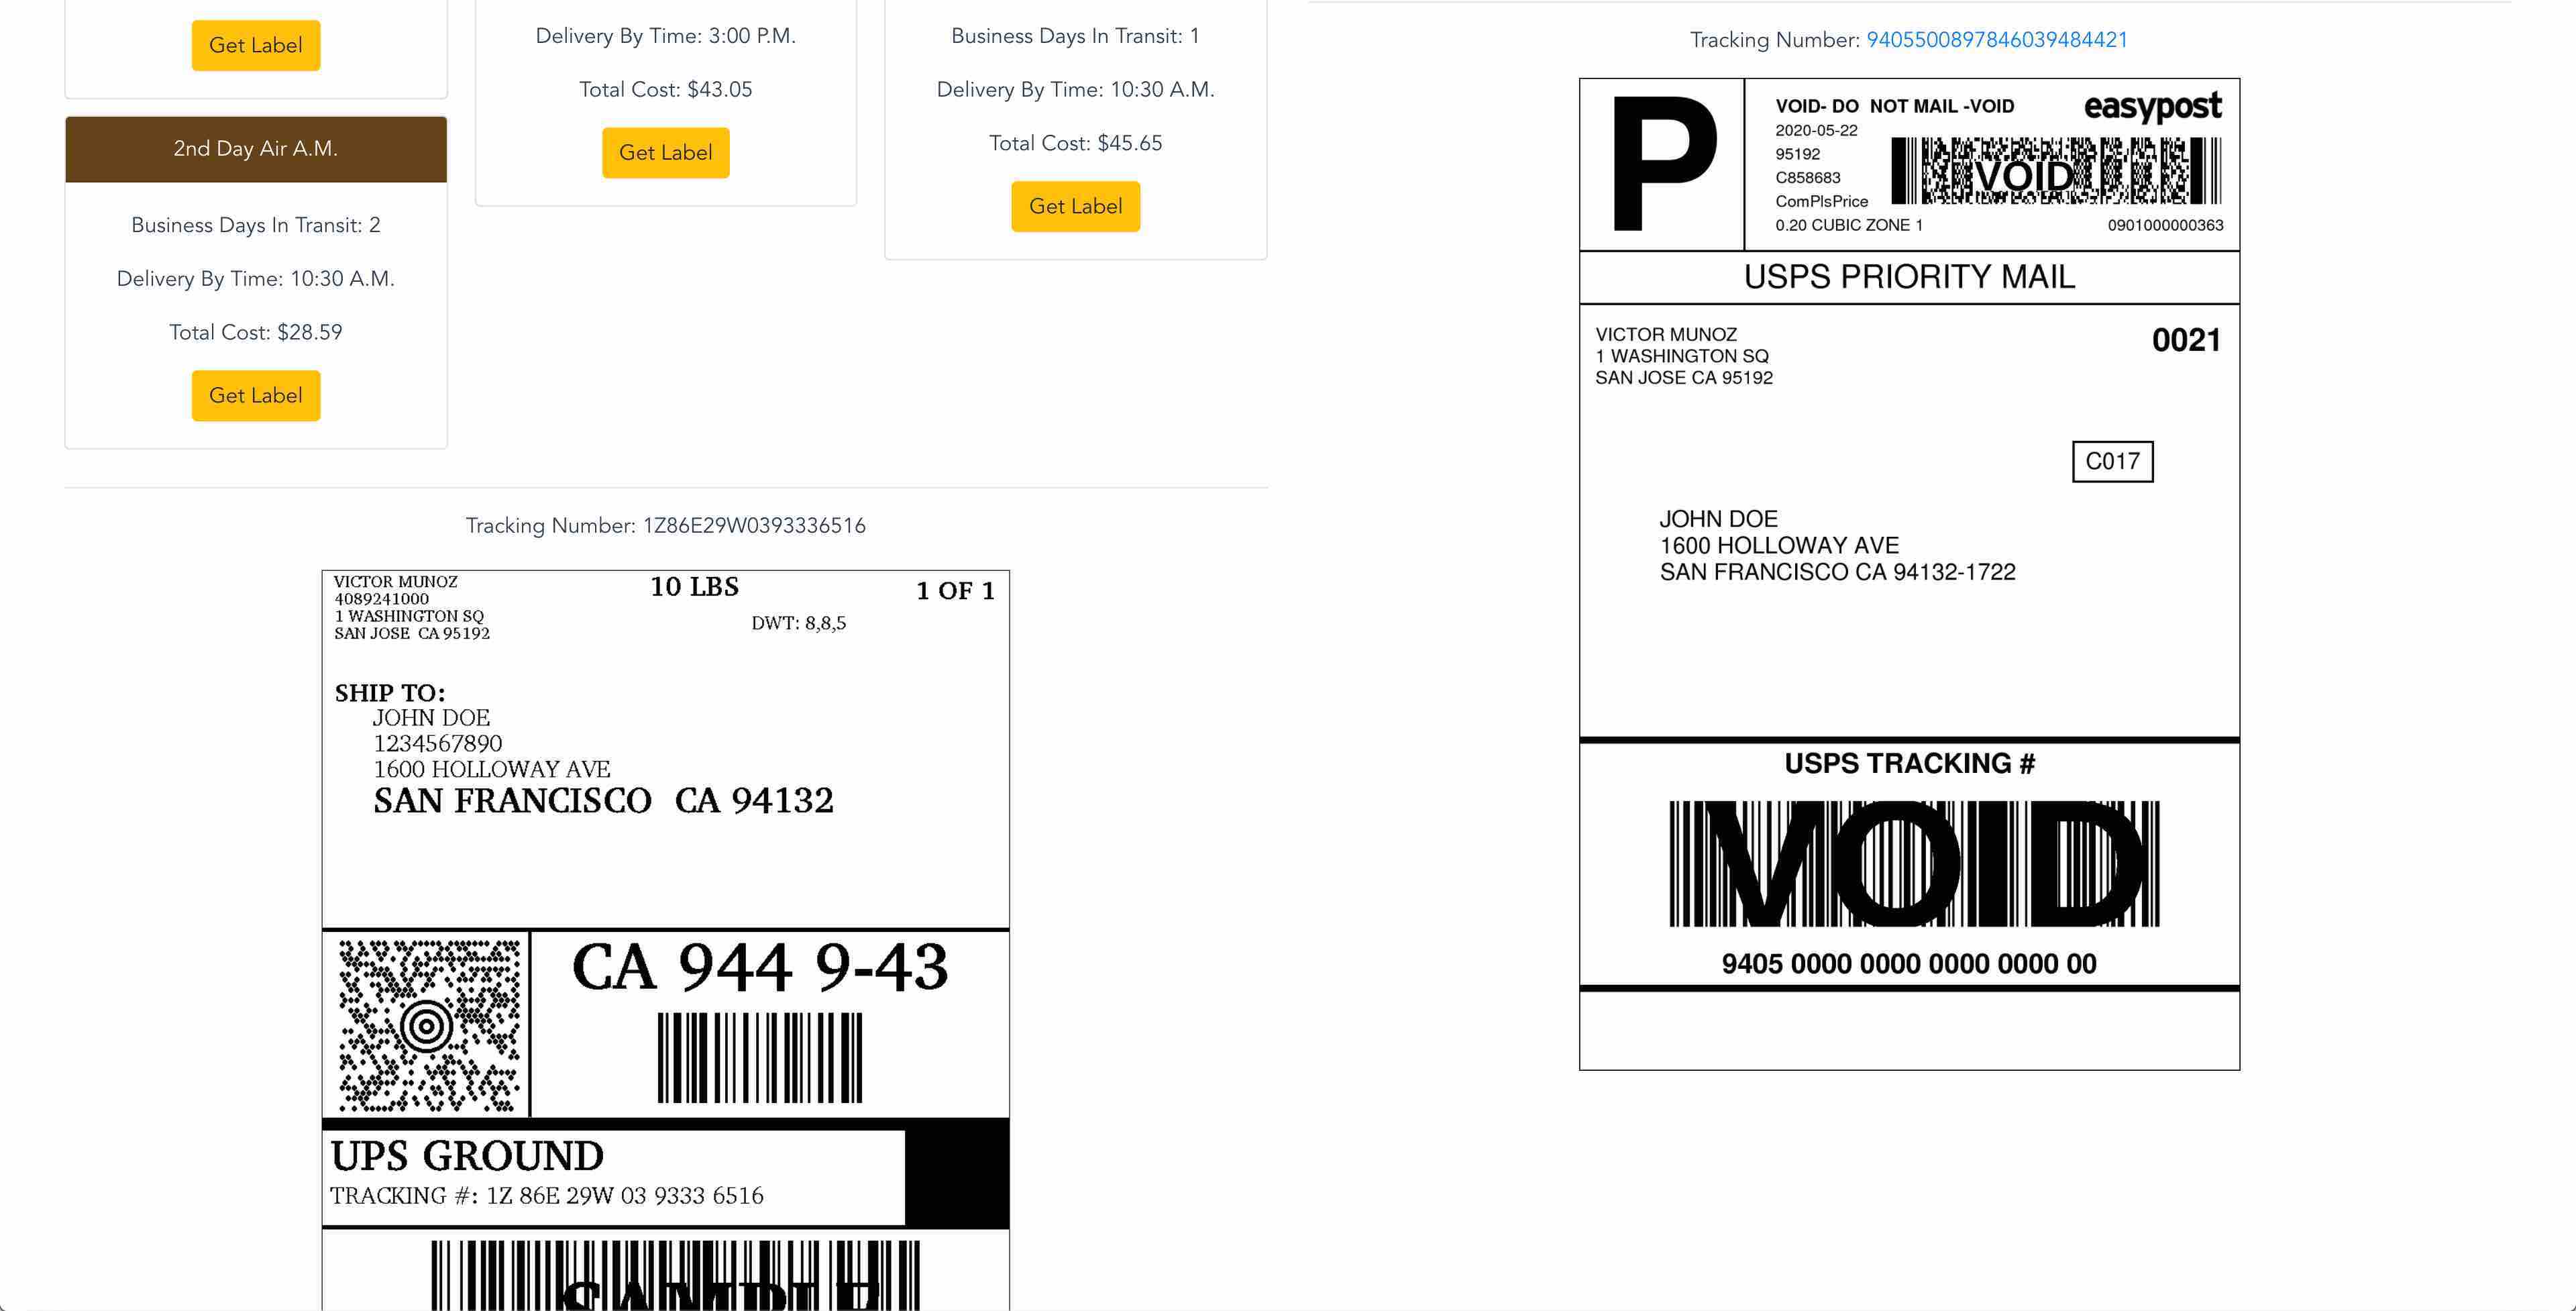 Get Label
2nd Day Air A.M.
Business Days In Transit: 2
Delivery By Time: 10:30 A.M.
Total Cost: $28.59
Get Label
Delivery By Time: 3:00 P.M.
Total Cost: $43.05
Get Label
Business Days In Transit: 1
Delivery By Time: 10:30 A.M.
Total Cost: $45.65
Get Label
Tracking Number: 1Z86E29W0393336516
VICTOR MUNOZ
4089241000
1 WASHINGTON SQ
SAN JOSE CA 95192
10 LBS
1 OF 1
DWT: 8,8,5
SHIP TO:
JOHN DOE
1234567890
1600 HOLLOWAY AVE
SAN FRANCISCO CA 94132
CA 944 9-43
UPS GROUND
TRACKING #: 1Z 86E 29W 03 9333 6516
SAMPLE
Tracking Number: 9405500897846039484421
P
VOID- DO NOT MAIL -VOID
easypost
2020-05-22
95192
C858683
ComPlsPrice
0.20 CUBIC ZONE 1
VOID
0901000000363
USPS PRIORITY MAIL
VICTOR MUNOZ
1 WASHINGTON SQ
SAN JOSE CA 95192
0021
C017
JOHN DOE
1600 HOLLOWAY AVE
SAN FRANCISCO CA 94132-1722
USPS TRACKING #
VOID
9405 0000 0000 0000 0000 00